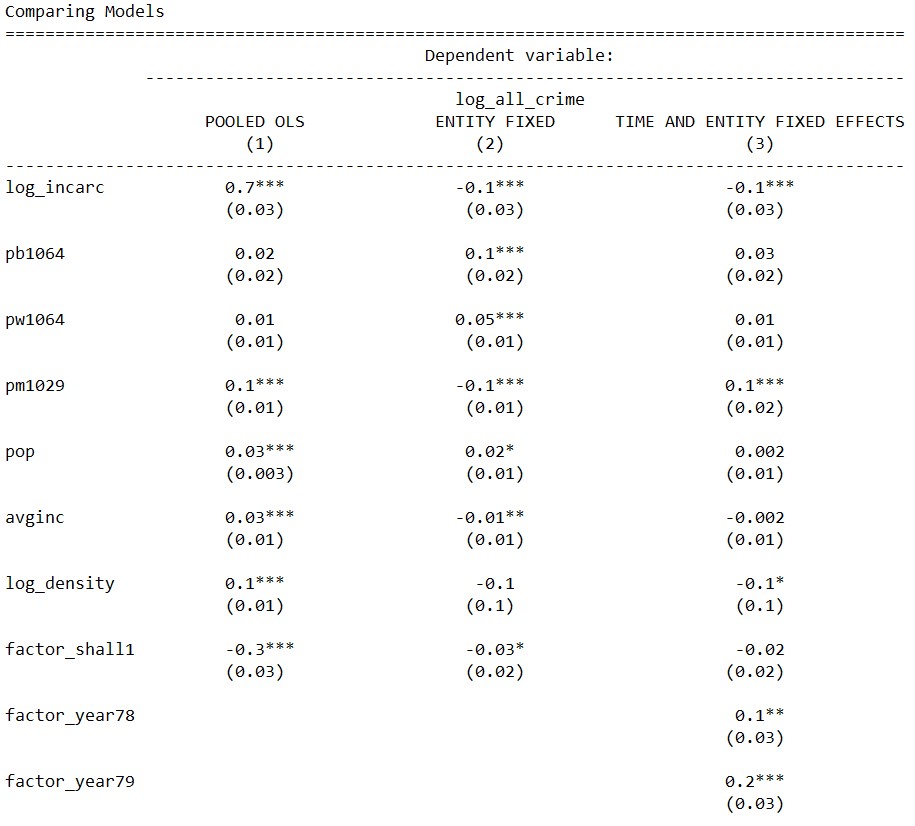 Comparing Models
==========================================================================================
Dependent variable:
----------------------------------------------------------------------------
log_all_crime
POOLED OLS ENTITY FIXED TIME AND ENTITY FIXED EFFECTS
(1) (2) (3)
------------------------------------------------------------------------------------------
log_incarc 0.7*** -0.1*** -0.1***
(0.03) (0.03) (0.03)
pb1064 0.02 0.1*** 0.03
(0.02) (0.02) (0.02)
pw1064 0.01 0.05*** 0.01
(0.01) (0.01) (0.01)
pm1029 0.1*** -0.1*** 0.1***
(0.01) (0.01) (0.02)
pop 0.03*** 0.02* 0.002
(0.003) (0.01) (0.01)
avginc 0.03*** -0.01** -0.002
(0.01) (0.01) (0.01)
log_density 0.1*** -0.1 -0.1*
(0.01) (0.1) (0.1)
factor_shall1 -0.3*** -0.03* -0.02
(0.03) (0.02) (0.02)
factor_year78 0.1**
(0.03)
factor_year79 0.2***
(0.03)